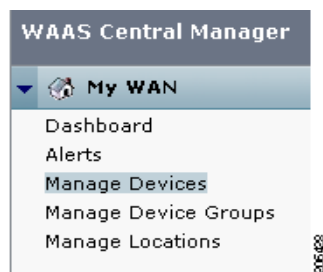 WAAS Central Manager
My WAN
Dashboard
Alerts
Manage Devices
Manage Device Groups
Manage Locations